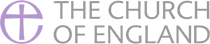 THE CHURCH
OF ENGLAND